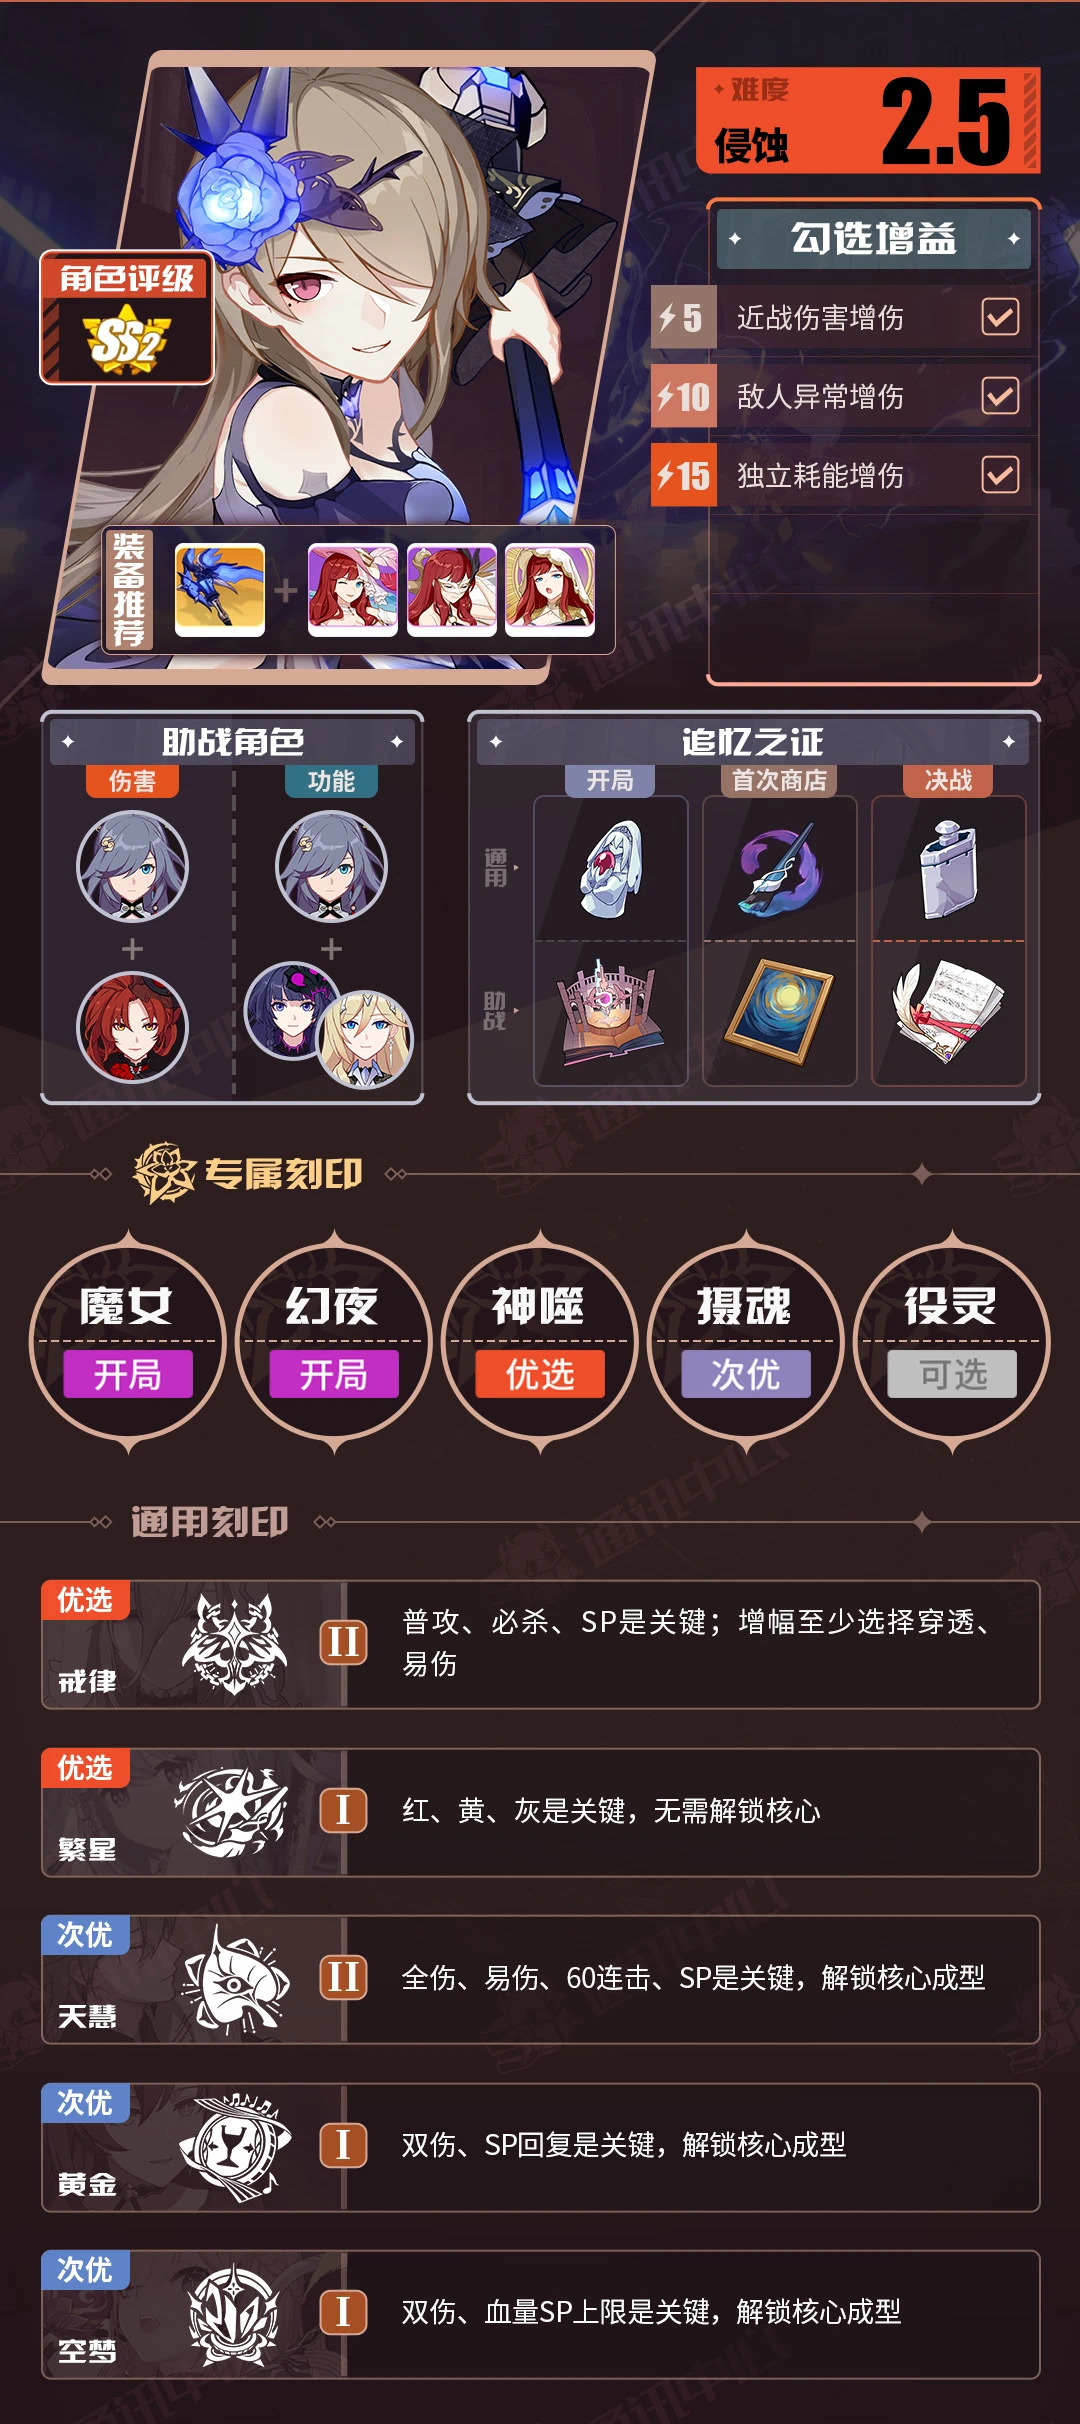 难度
侵蚀
2.5
勾选增益
5
近战伤害增伤
10
敌人异常增伤
15
独立耗能增伤
角色评级
SS2
装备推荐
助战角色
伤害
功能
追忆之证
开局
首次商店
决战
通用
助战
专属刻印
魔女
开局
幻夜
开局
神噬
优选
摄魂
次优
役灵
可选
通用刻印
优选
戒律
II
普攻、必杀、SP是关键；增幅至少选择穿透、
易伤
优选
繁星
I
红、黄、灰是关键，无需解锁核心
次优
天慧
II
全伤、易伤、60连击、SP是关键，解锁核心成型
次优
黄金
I
双伤、SP回复是关键，解锁核心成型
次优
空梦
I
双伤、血量SP上限是关键，解锁核心成型
通讯中心